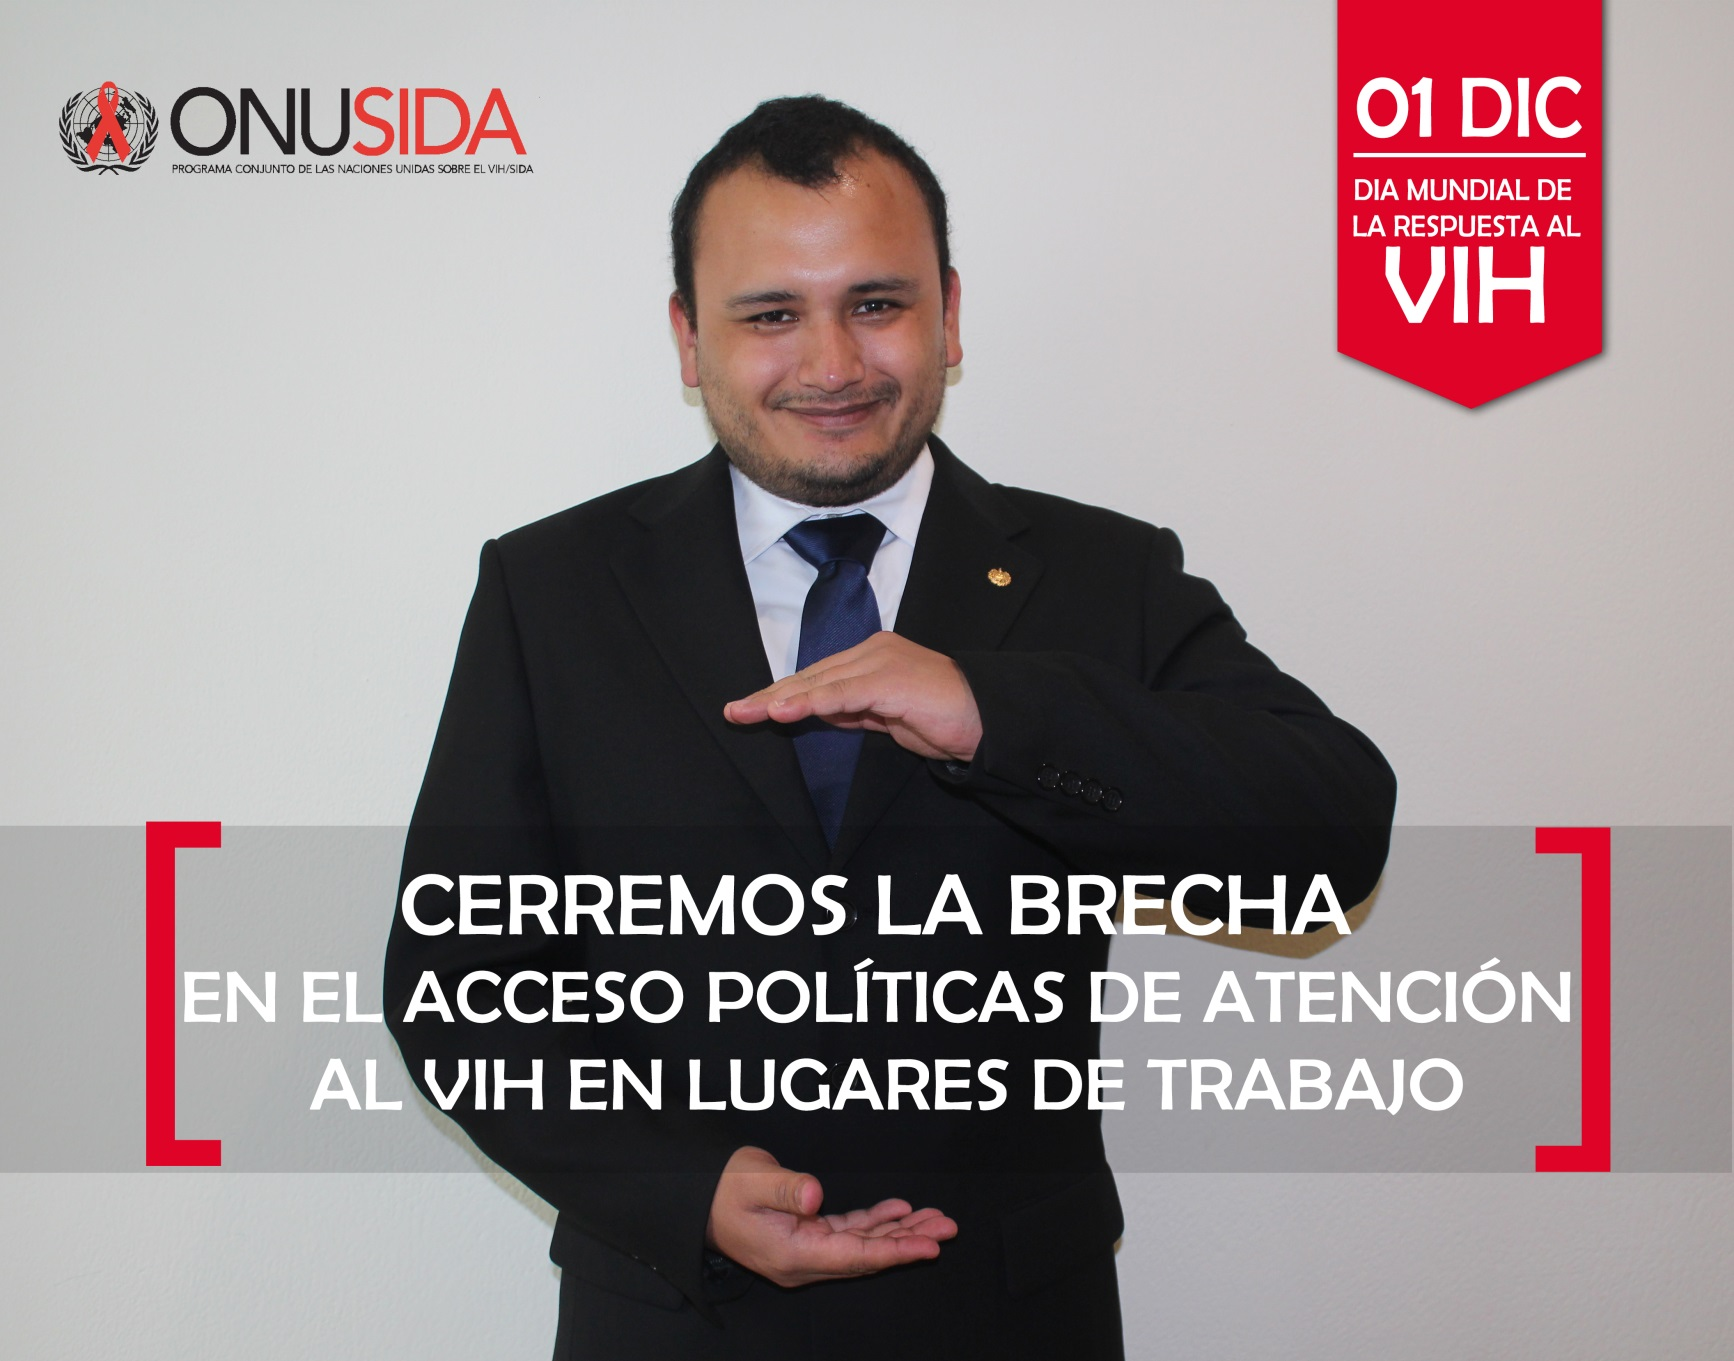 ONUSIDA
PROGRAMA CONJUNTO DE LAS NACIONES UNIDAS SOBRE EL VIH/SIDA
01 DIC
DIA MUNDIAL DE
LA RESPUESTA AL
VIH
CERREMOS LA BRECHA
EN EL ACCESO POLÍTICAS DE ATENCIÓN
AL VIH EN LUGARES DE TRABAJO